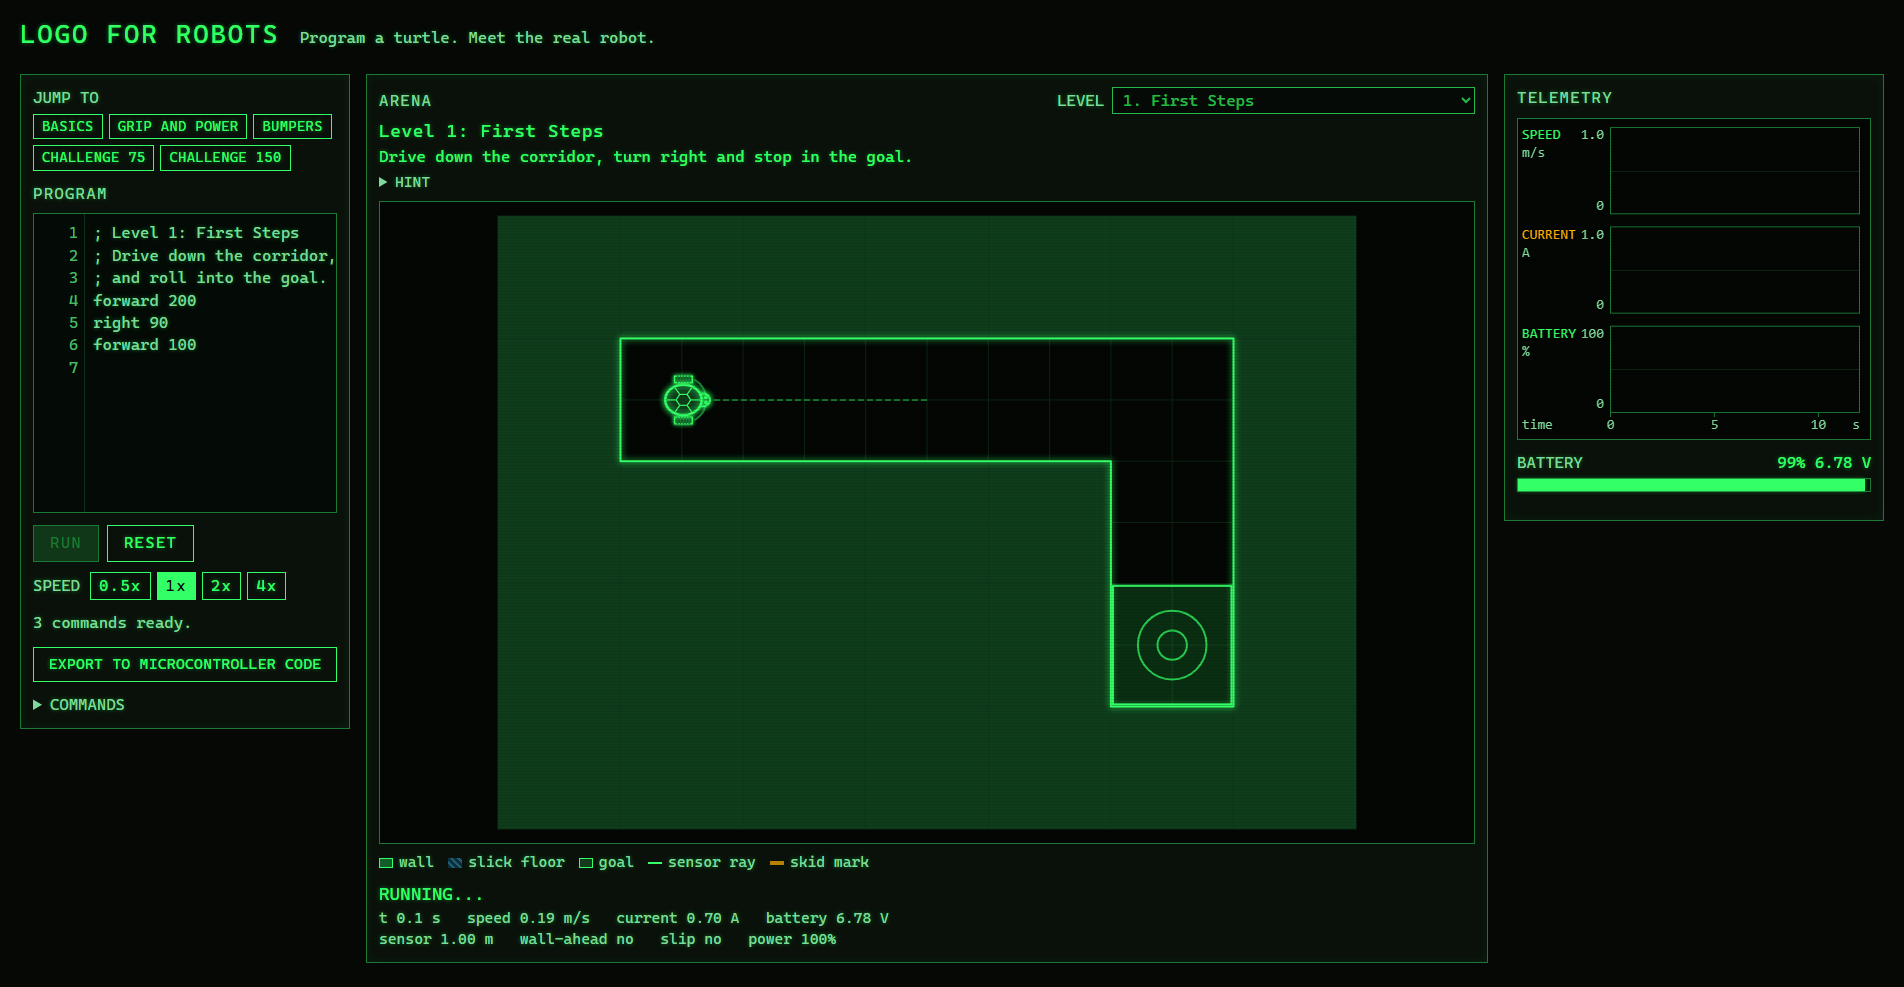 LOGO FOR ROBOTS Program a turtle. Meet the real robot.
JUMP TO
BASICS GRIP AND POWER BUMPERS
CHALLENGE 75 CHALLENGE 150
PROGRAM
1 ; Level 1: First Steps
2 ; Drive down the corridor,
3 ; and roll into the goal.
4 forward 200
5 right 90
6 forward 100
7
RUN RESET
SPEED 0.5x 1x 2x 4x
3 commands ready.
EXPORT TO MICROCONTROLLER CODE
▶ COMMANDS
ARENA LEVEL 1. First Steps
Level 1: First Steps
Drive down the corridor, turn right and stop in the goal.
▶ HINT
wall slick floor goal sensor ray skid mark
RUNNING...
t 0.1 s speed 0.19 m/s current 0.70 A battery 6.78 V
sensor 1.00 m wall-ahead no slip no power 100%
TELEMETRY
SPEED 1.0
m/s
0
CURRENT 1.0
A
0
BATTERY 100
%
0
time 0 5 10 s
BATTERY 99% 6.78 V